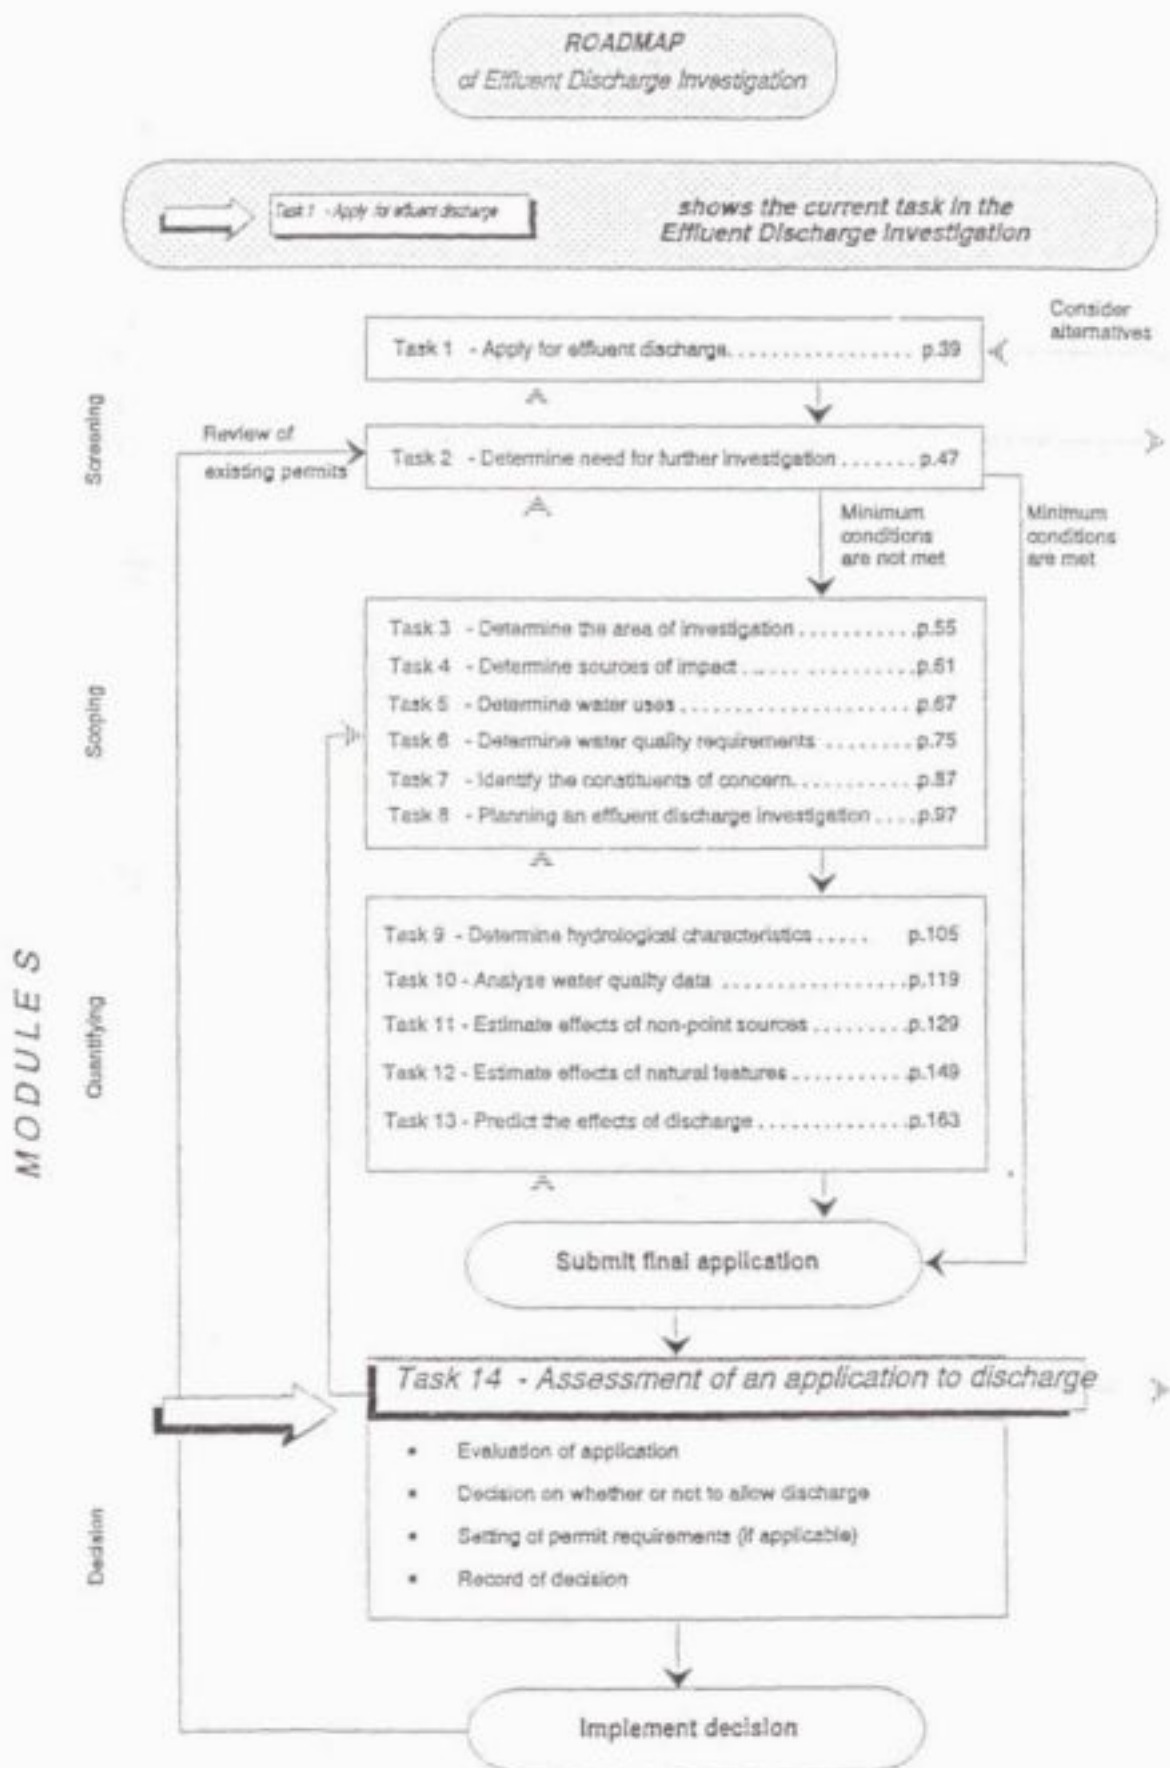 ROADMAP
of Effluent Discharge Investigation
Task 1 - Apply for effluent discharge
shows the current task in the
Effluent Discharge Investigation
Consider
alternatives
Task 1 - Apply for effluent discharge. . . . . . . . . . . . . . . . . p.39
Screening
Review of
existing permits
Task 2 - Determine need for further investigation . . . . . . . p.47
Minimum
conditions
are not met
Minimum
conditions
are met
Scoping
Task 3 - Determine the area of investigation . . . . . . . . . . . p.55
Task 4 - Determine sources of impact . . . . . . . . . . . . . . p.61
Task 5 - Determine water uses . . . . . . . . . . . . . . . . . . . . . p.67
Task 6 - Determine water quality requirements . . . . . . . . p.75
Task 7 - Identify the constituents of concern. . . . . . . . . . . p.87
Task 8 - Planning an effluent discharge investigation . . . . p.97
MODULES
Quantifying
Task 9 - Determine hydrological characteristics . . . . . p.105
Task 10 - Analyse water quality data . . . . . . . . . . . . . . . . . p.119
Task 11 - Estimate effects of non-point sources . . . . . . . . . p.129
Task 12 - Estimate effects of natural features . . . . . . . . . . . p.149
Task 13 - Predict the effects of discharge . . . . . . . . . . . . . . p.163
Submit final application
Task 14 - Assessment of an application to discharge
Decision
• Evaluation of application
• Decision on whether or not to allow discharge
• Setting of permit requirements (if applicable)
• Record of decision
Implement decision